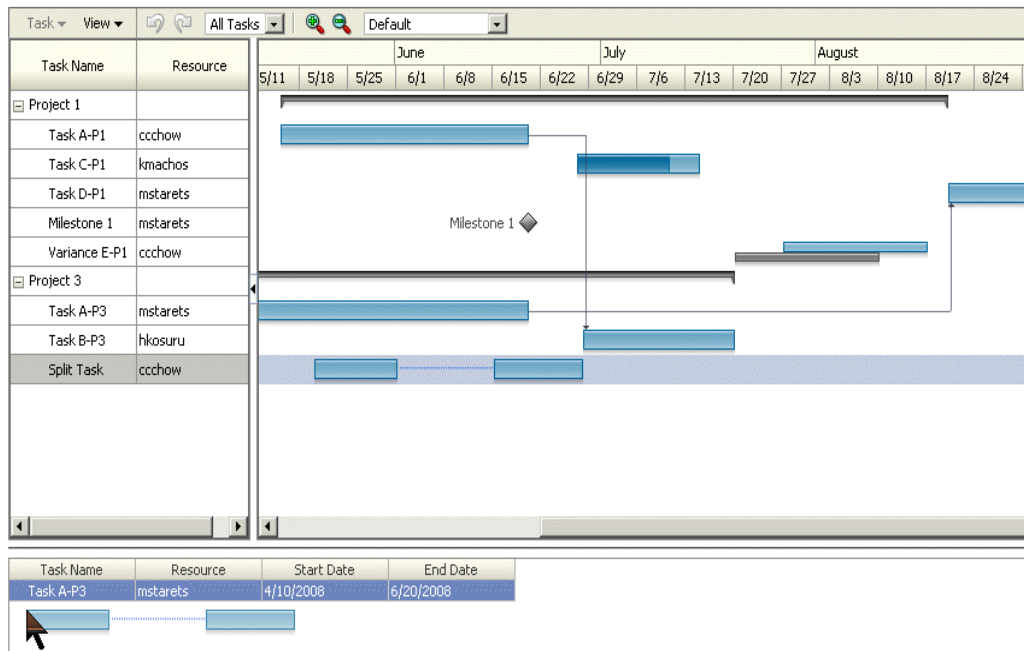 Task View All Tasks Default
Task Name Resource
June July August
5/11 5/18 5/25 6/1 6/8 6/15 6/22 6/29 7/6 7/13 7/20 7/27 8/3 8/10 8/17 8/24
Project 1
Task A-P1 ccchow
Task C-P1 kmachos
Task D-P1 mstarets
Milestone 1 mstarets Milestone 1
Variance E-P1 ccchow
Project 3
Task A-P3 mstarets
Task B-P3 hkosuru
Split Task ccchow
Task Name Resource Start Date End Date
Task A-P3 mstarets 4/10/2008 6/20/2008